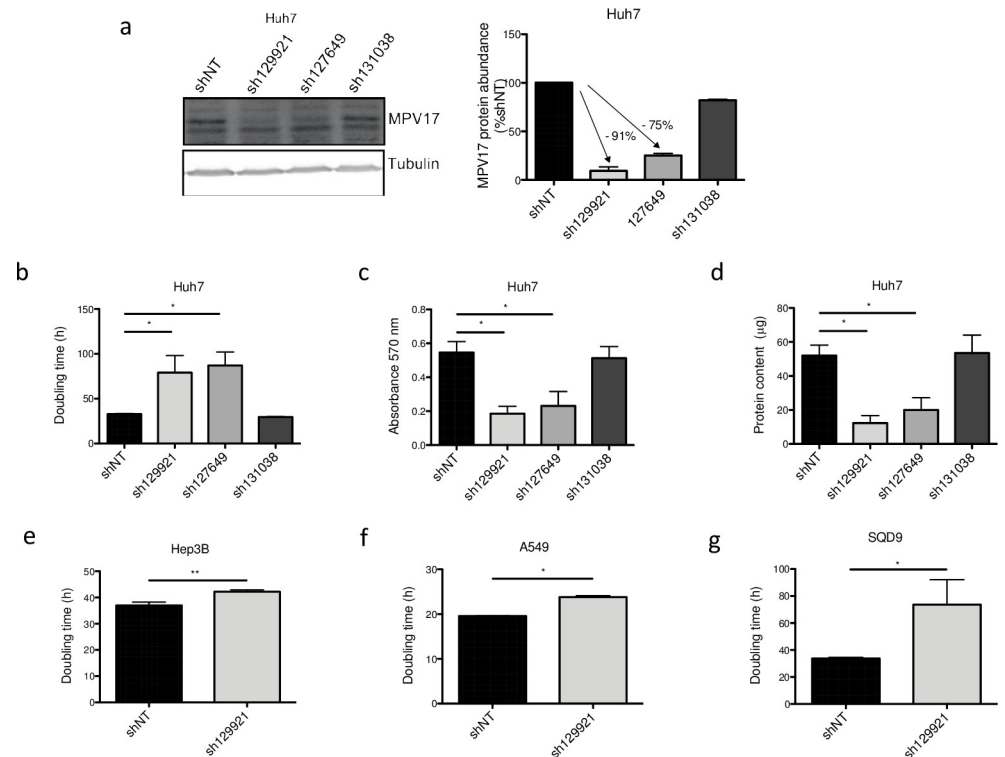 a
Huh7
shNT
sh129921
sh127649
sh131038
MPV17
Tubulin
Huh7
MPV17 protein abundance
(%shNT)
150
100
50
0
- 91%
- 75%
shNT
sh129921
127649
sh131038
b
Huh7
Doubling time (h)
150
100
50
0
*
*
shNT
sh129921
sh127649
sh131038
c
Huh7
Absorbance 570 nm
0.8
0.6
0.4
0.2
0.0
*
*
shNT
sh129921
sh127649
sh131038
d
Huh7
Protein content (µg)
80
60
40
20
0
*
*
shNT
sh129921
sh127649
sh131038
e
Hep3B
Doubling time (h)
50
40
30
20
10
0
**
shNT
sh129921
f
A549
Doubling time (h)
30
20
10
0
*
shNT
sh129921
g
SQD9
Doubling time (h)
100
80
60
40
20
0
*
shNT
sh129921